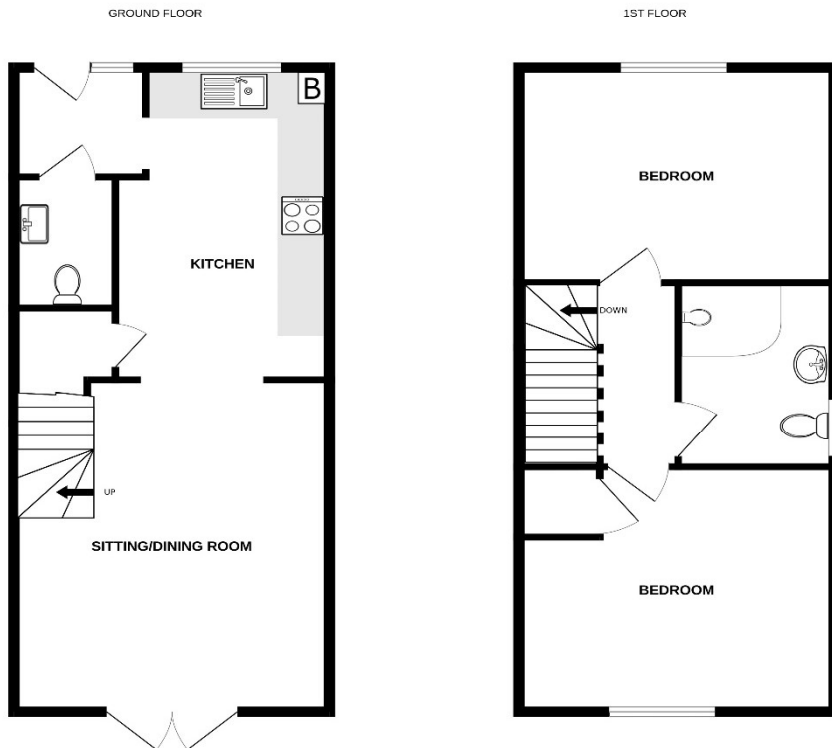 GROUND FLOOR
1ST FLOOR
B
BEDROOM
KITCHEN
DOWN
UP
SITTING/DINING ROOM
BEDROOM